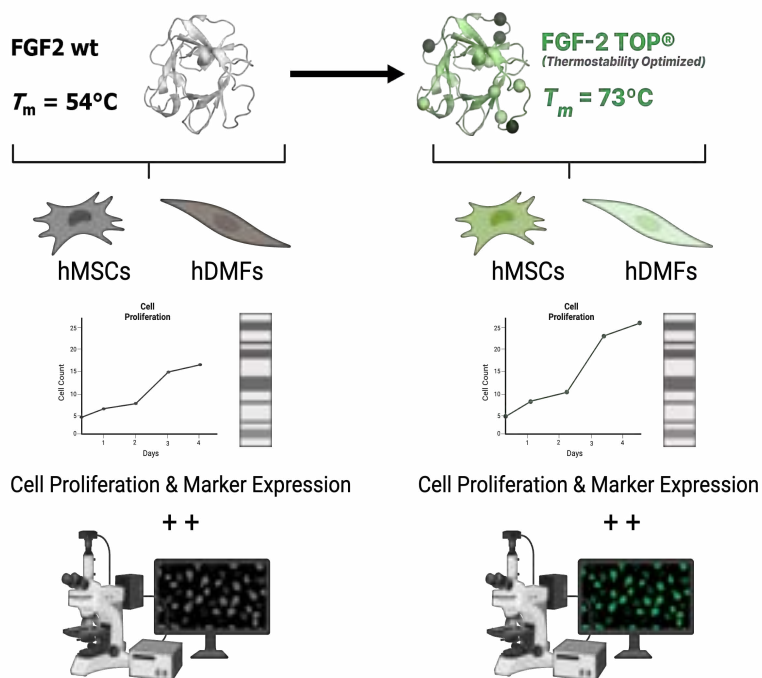 FGF2 wt
Tm = 54°C
FGF-2 TOP®
(Thermostability Optimized)
Tm = 73°C
hMSCs
hDMFs
hMSCs
hDMFs
Cell
Proliferation
Cell Count
25
20
15
10
5
0
1 2 3 4
Days
Cell
Proliferation
Cell Count
25
20
15
10
5
0
1 2 3 4
Days
Cell Proliferation & Marker Expression
+ +
Cell Proliferation & Marker Expression
+ +